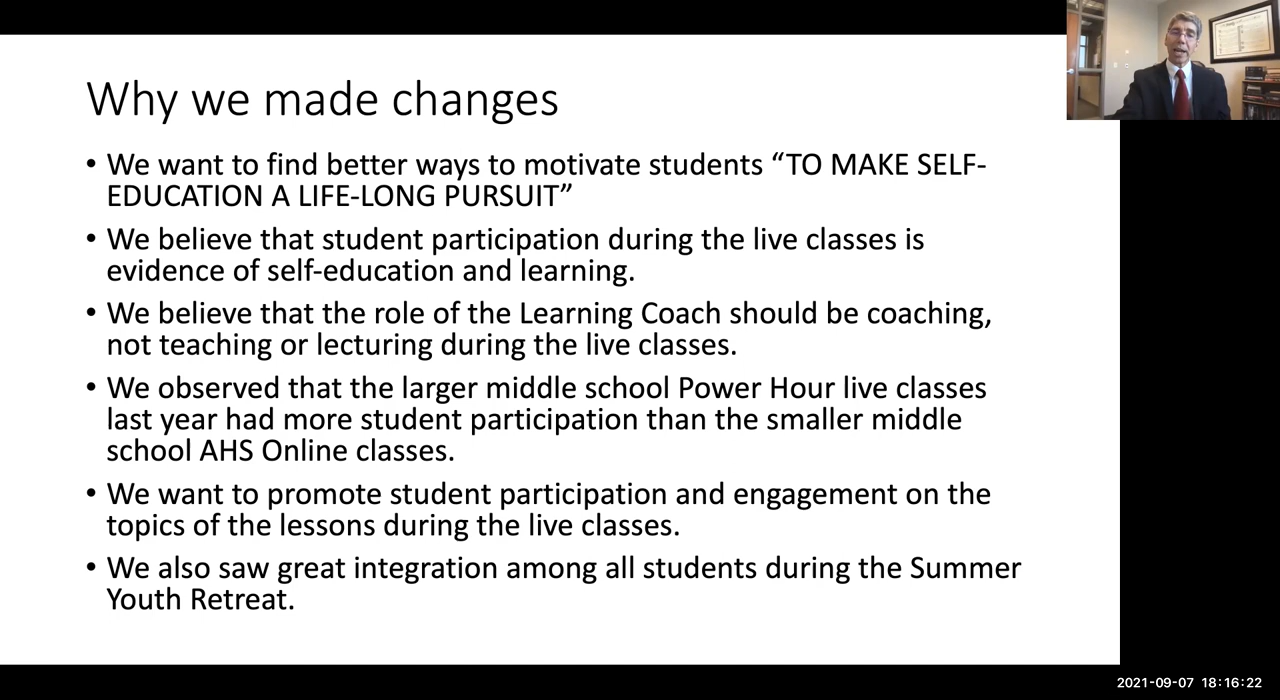 Why we made changes
• We want to find better ways to motivate students “TO MAKE SELF-
EDUCATION A LIFE-LONG PURSUIT”
• We believe that student participation during the live classes is
evidence of self-education and learning.
• We believe that the role of the Learning Coach should be coaching,
not teaching or lecturing during the live classes.
• We observed that the larger middle school Power Hour live classes
last year had more student participation than the smaller middle
school AHS Online classes.
• We want to promote student participation and engagement on the
topics of the lessons during the live classes.
• We also saw great integration among all students during the Summer
Youth Retreat.
2021-09-07 18:16:22